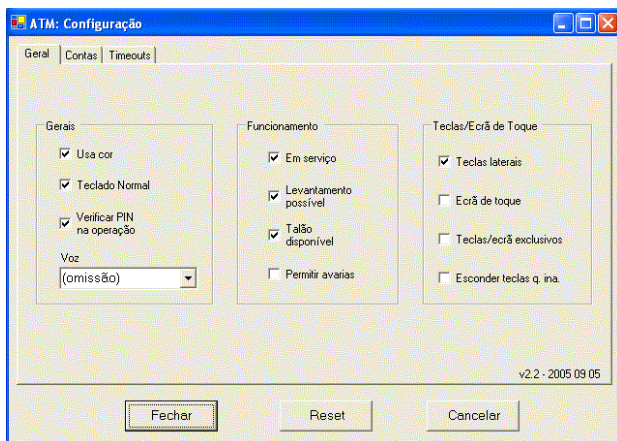 ATM: Configuração
Geral
Contas
Timeouts
Gerais
Usa cor
Teclado Normal
Verificar PIN
na operação
Voz
(omissão)
Funcionamento
Em serviço
Levantamento
possível
Talão
disponível
Permitir avarias
Teclas/Ecrã de Toque
Teclas laterais
Ecrã de toque
Teclas/ecrã exclusivos
Esconder teclas q. ina.
v2.2 - 2005 09 05
Fechar
Reset
Cancelar